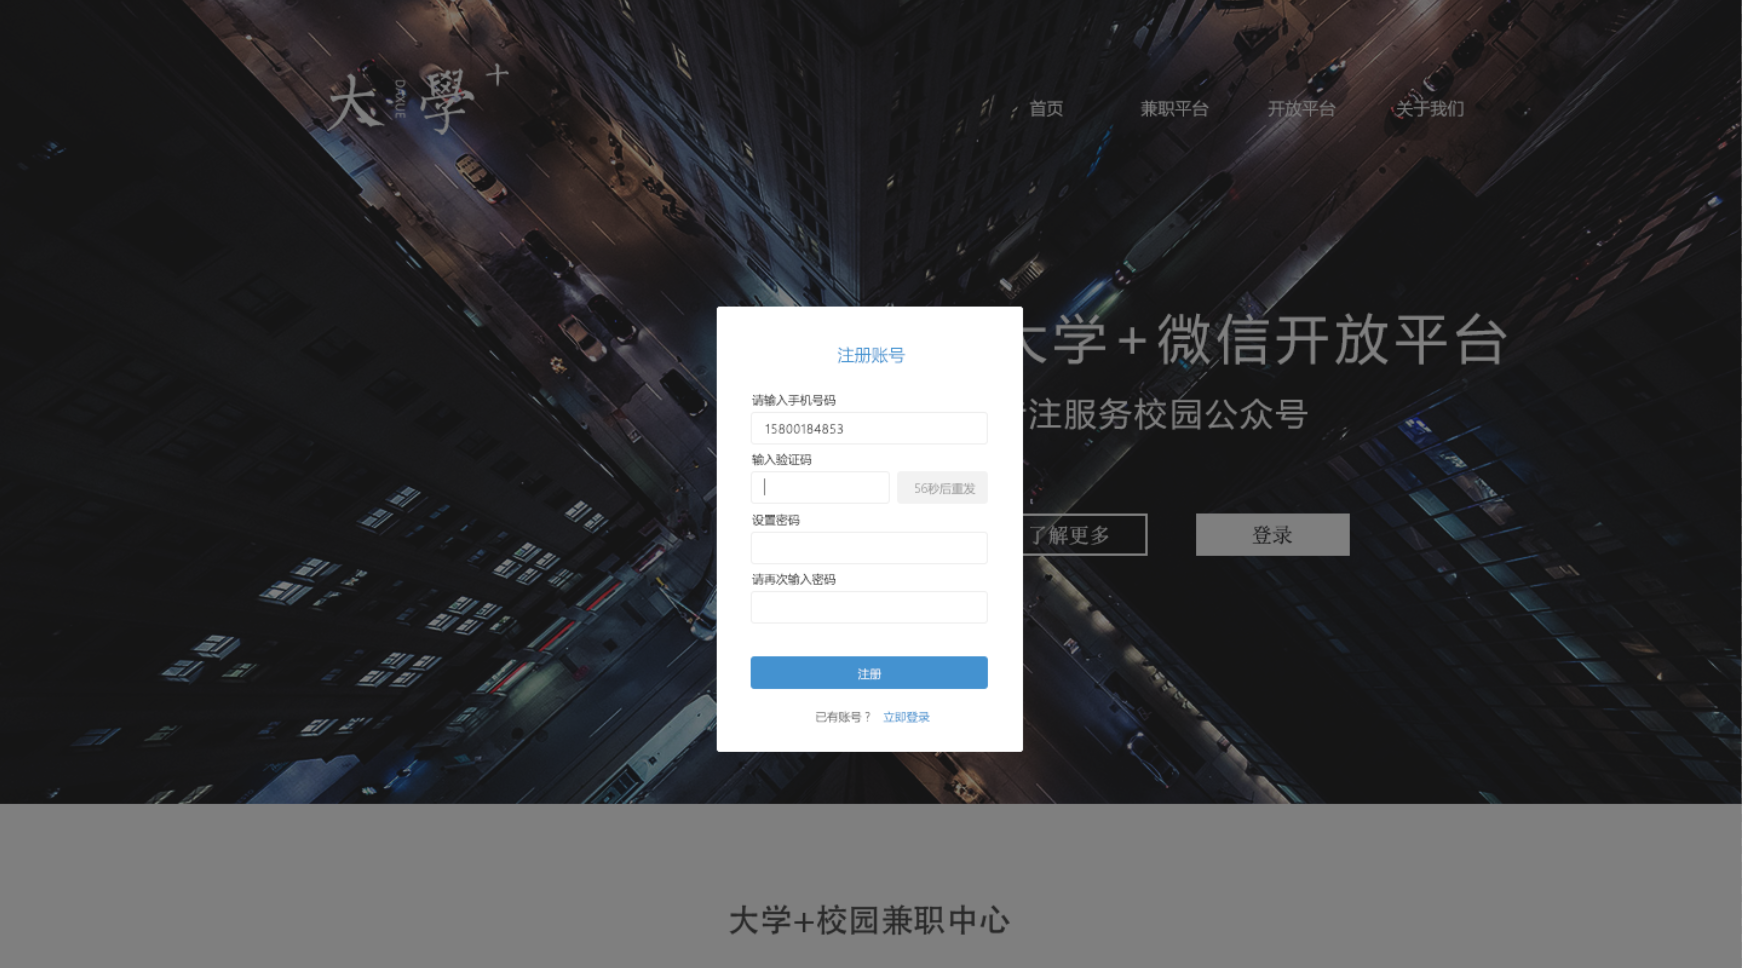 大學+
DAXUE
首页
兼职平台
开放平台
关于我们
大学+微信开放平台
注服务校园公众号
了解更多
登录
注册账号
请输入手机号码
15800184853
输入验证码
56秒后重发
设置密码
请再次输入密码
注册
已有账号？ 立即登录
大学+校园兼职中心